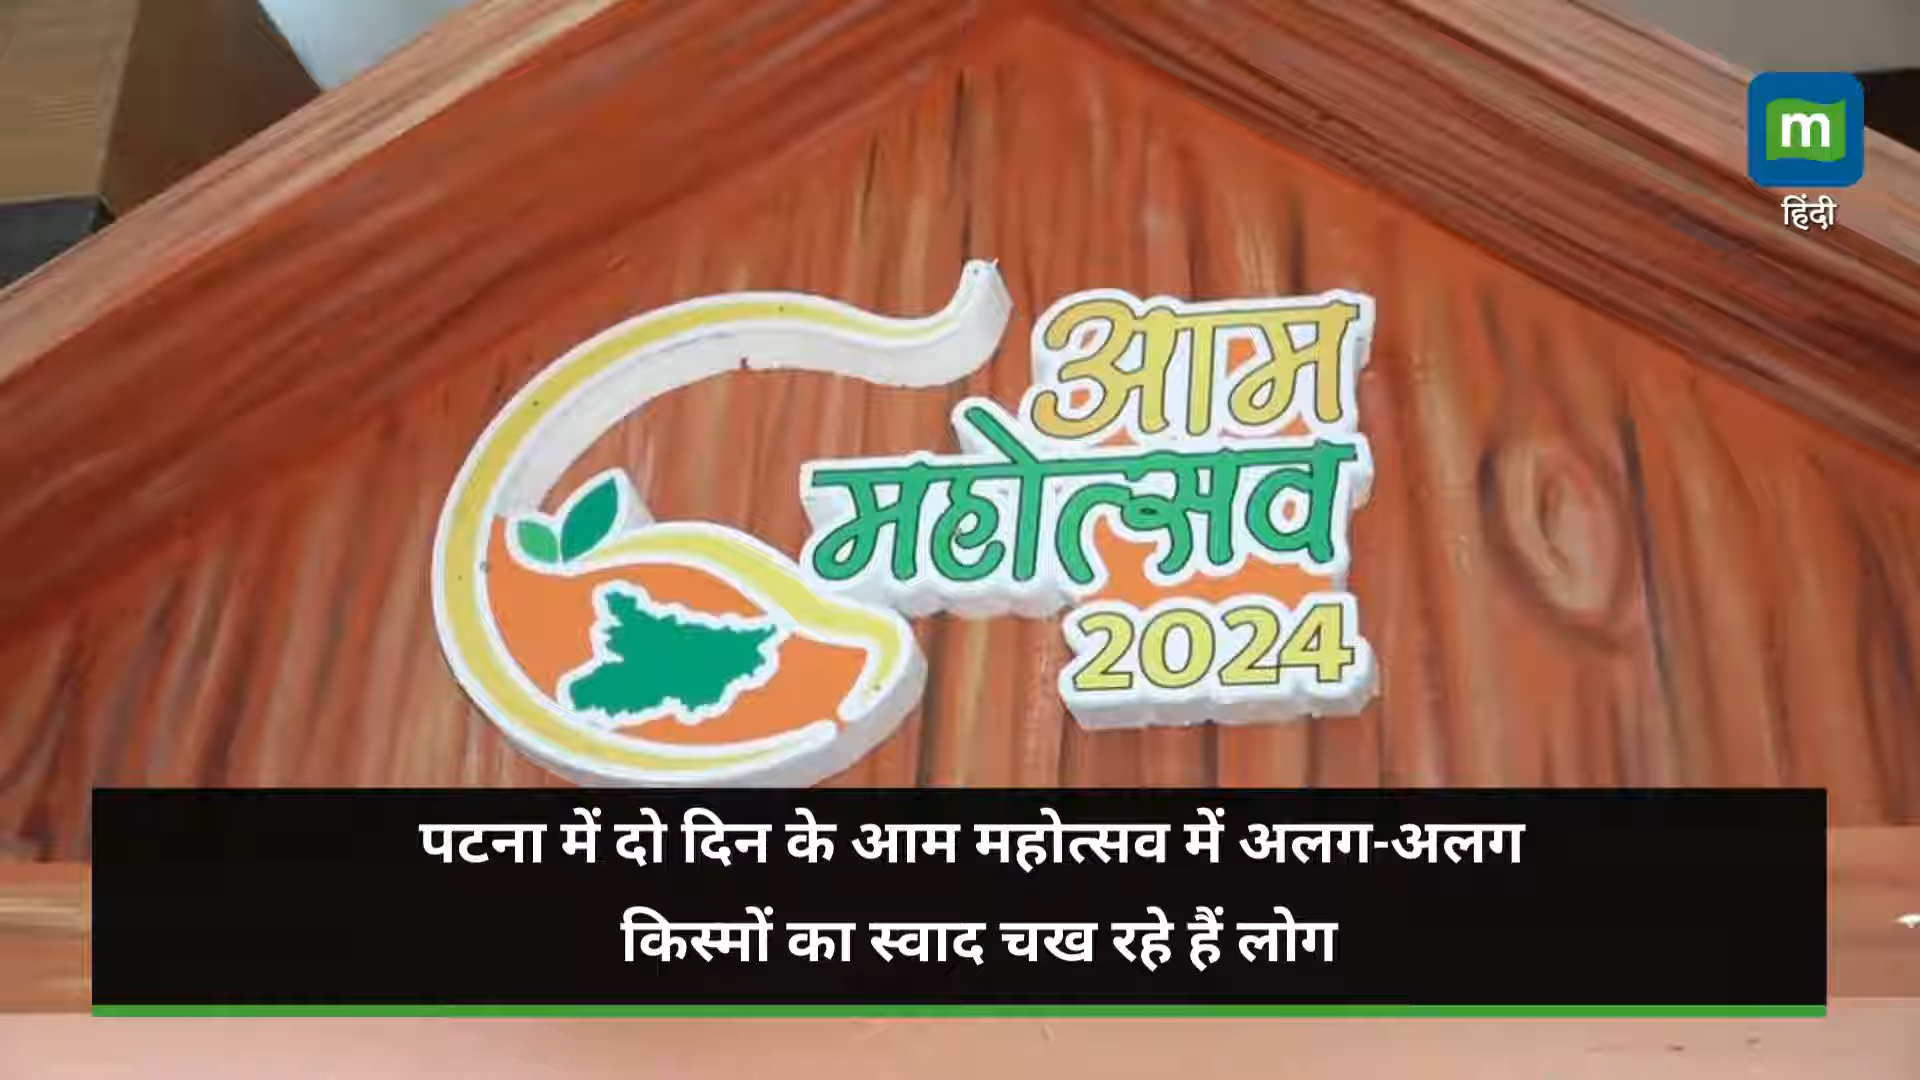 m
हिंदी
आम
महोत्सव
2024
पटना में दो दिन के आम महोत्सव में अलग-अलग
किस्मों का स्वाद चख रहे हैं लोग